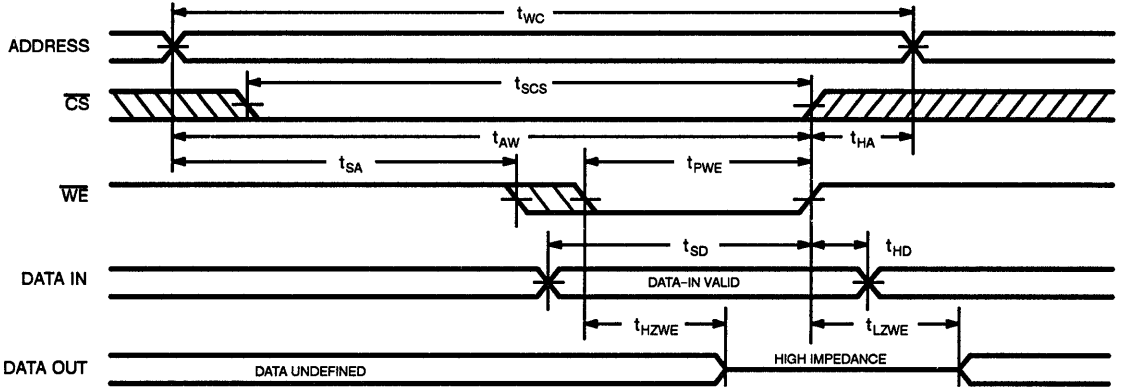 tWC
ADDRESS
tSCS
CS
tAW
tHA
tSA
tPWE
WE
tSD
tHD
DATA IN
DATA-IN VALID
tHZWE
tLZWE
DATA OUT
DATA UNDEFINED
HIGH IMPEDANCE